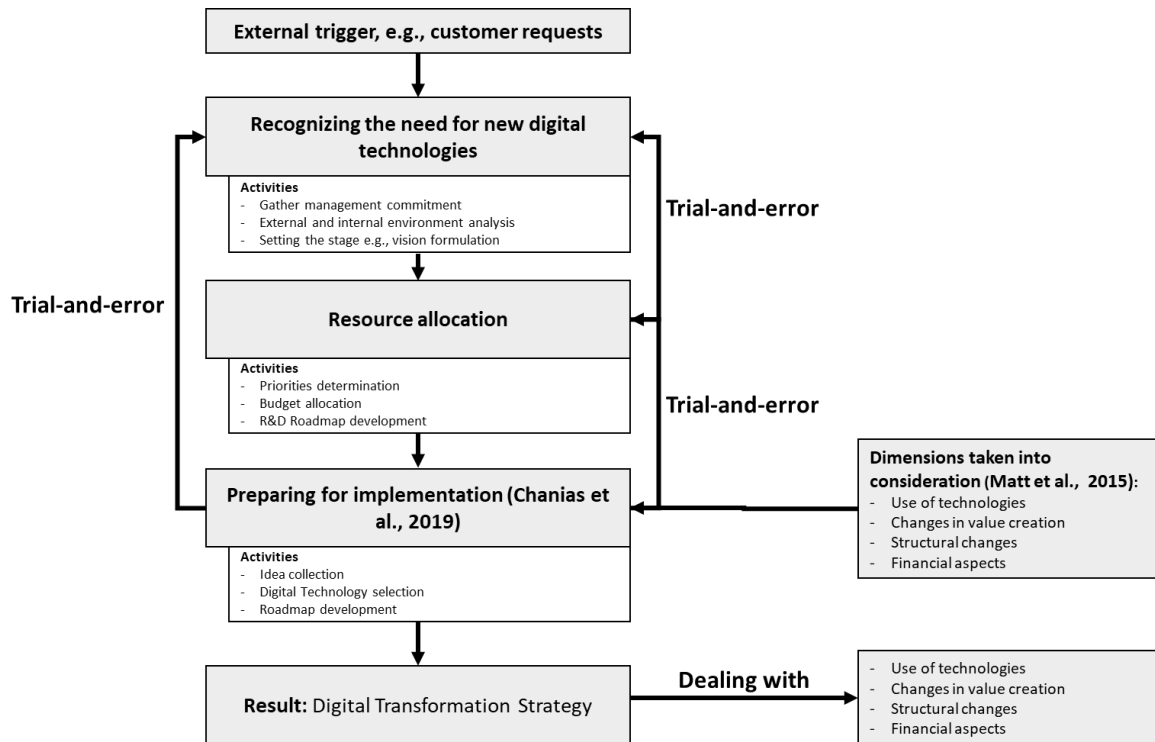 External trigger, e.g., customer requests
Recognizing the need for new digital
technologies
Activities
- Gather management commitment
- External and internal environment analysis
- Setting the stage e.g., vision formulation
Trial-and-error
Trial-and-error
Resource allocation
Activities
- Priorities determination
- Budget allocation
- R&D Roadmap development
Trial-and-error
Preparing for implementation (Chanias et
al., 2019)
Activities
- Idea collection
- Digital Technology selection
- Roadmap development
Dimensions taken into
consideration (Matt et al., 2015):
- Use of technologies
- Changes in value creation
- Structural changes
- Financial aspects
Result: Digital Transformation Strategy
Dealing with
- Use of technologies
- Changes in value creation
- Structural changes
- Financial aspects